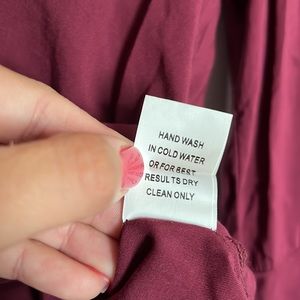 HAND WASH
IN COLD WATER
OR FOR BEST
RESULTS DRY
CLEAN ONLY